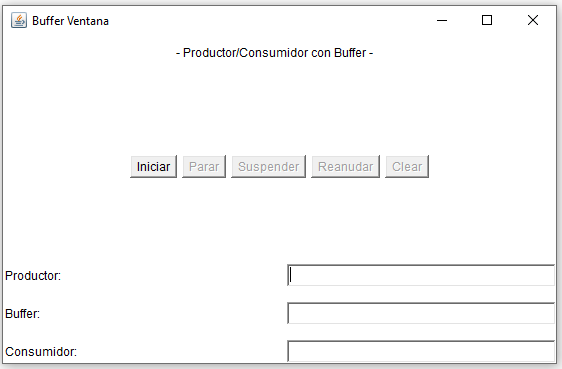 Buffer Ventana
- Productor/Consumidor con Buffer -
Iniciar Parar Suspender Reanudar Clear
Productor:
Buffer:
Consumidor: